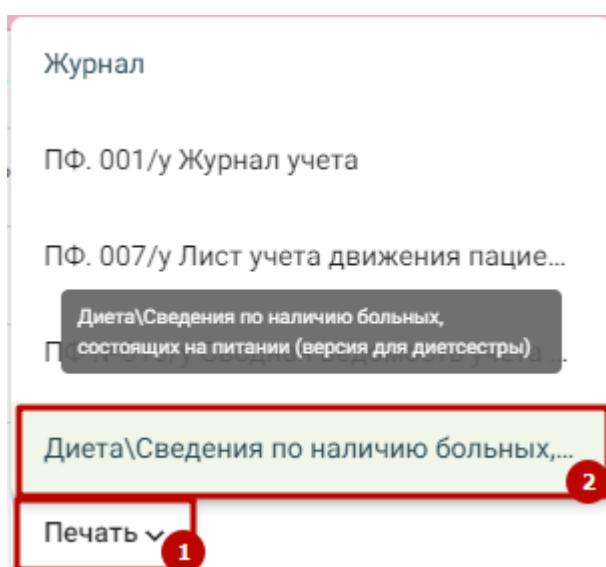 Журнал
ПФ. 001/у Журнал учета
ПФ. 007/у Лист учета движения пацие...
Диета\Сведения по наличию больных,
состоящих на питании (версия для диетсестры)
Диета\Сведения по наличию больных,...
2
Печать
1